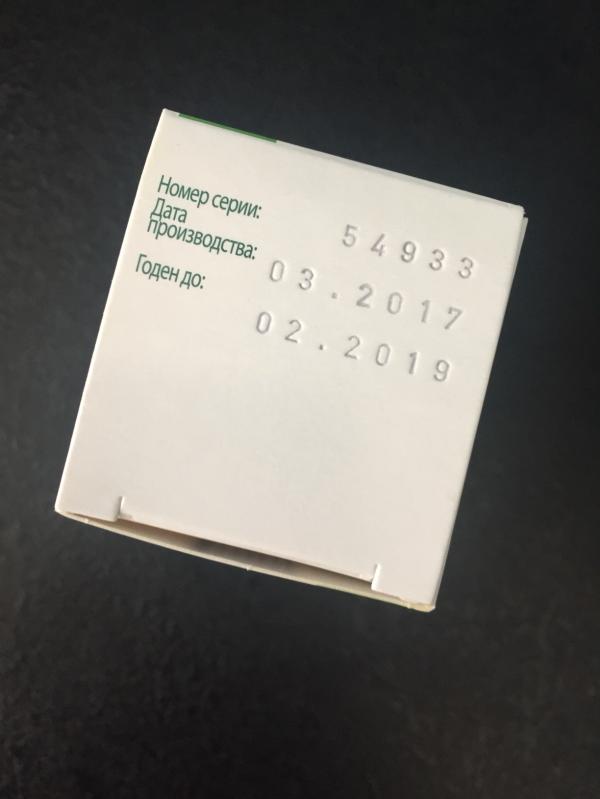 Номер серии: 54933
Дата
производства: 03.2017
Годен до: 02.2019